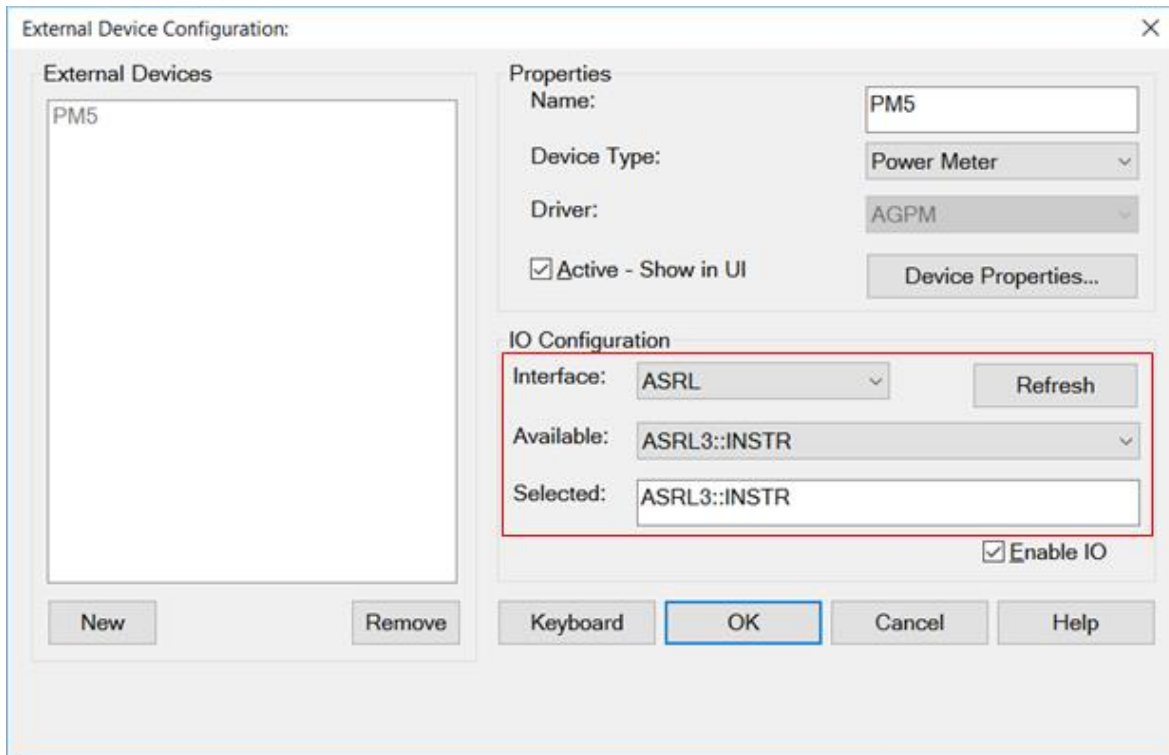 External Device Configuration:
External Devices
PM5
New
Remove
Properties
Name:
PM5
Device Type:
Power Meter
Driver:
AGPM
Active - Show in UI
Device Properties...
IO Configuration
Interface:
ASRL
Refresh
Available:
ASRL3::INSTR
Selected:
ASRL3::INSTR
Enable IO
Keyboard
OK
Cancel
Help